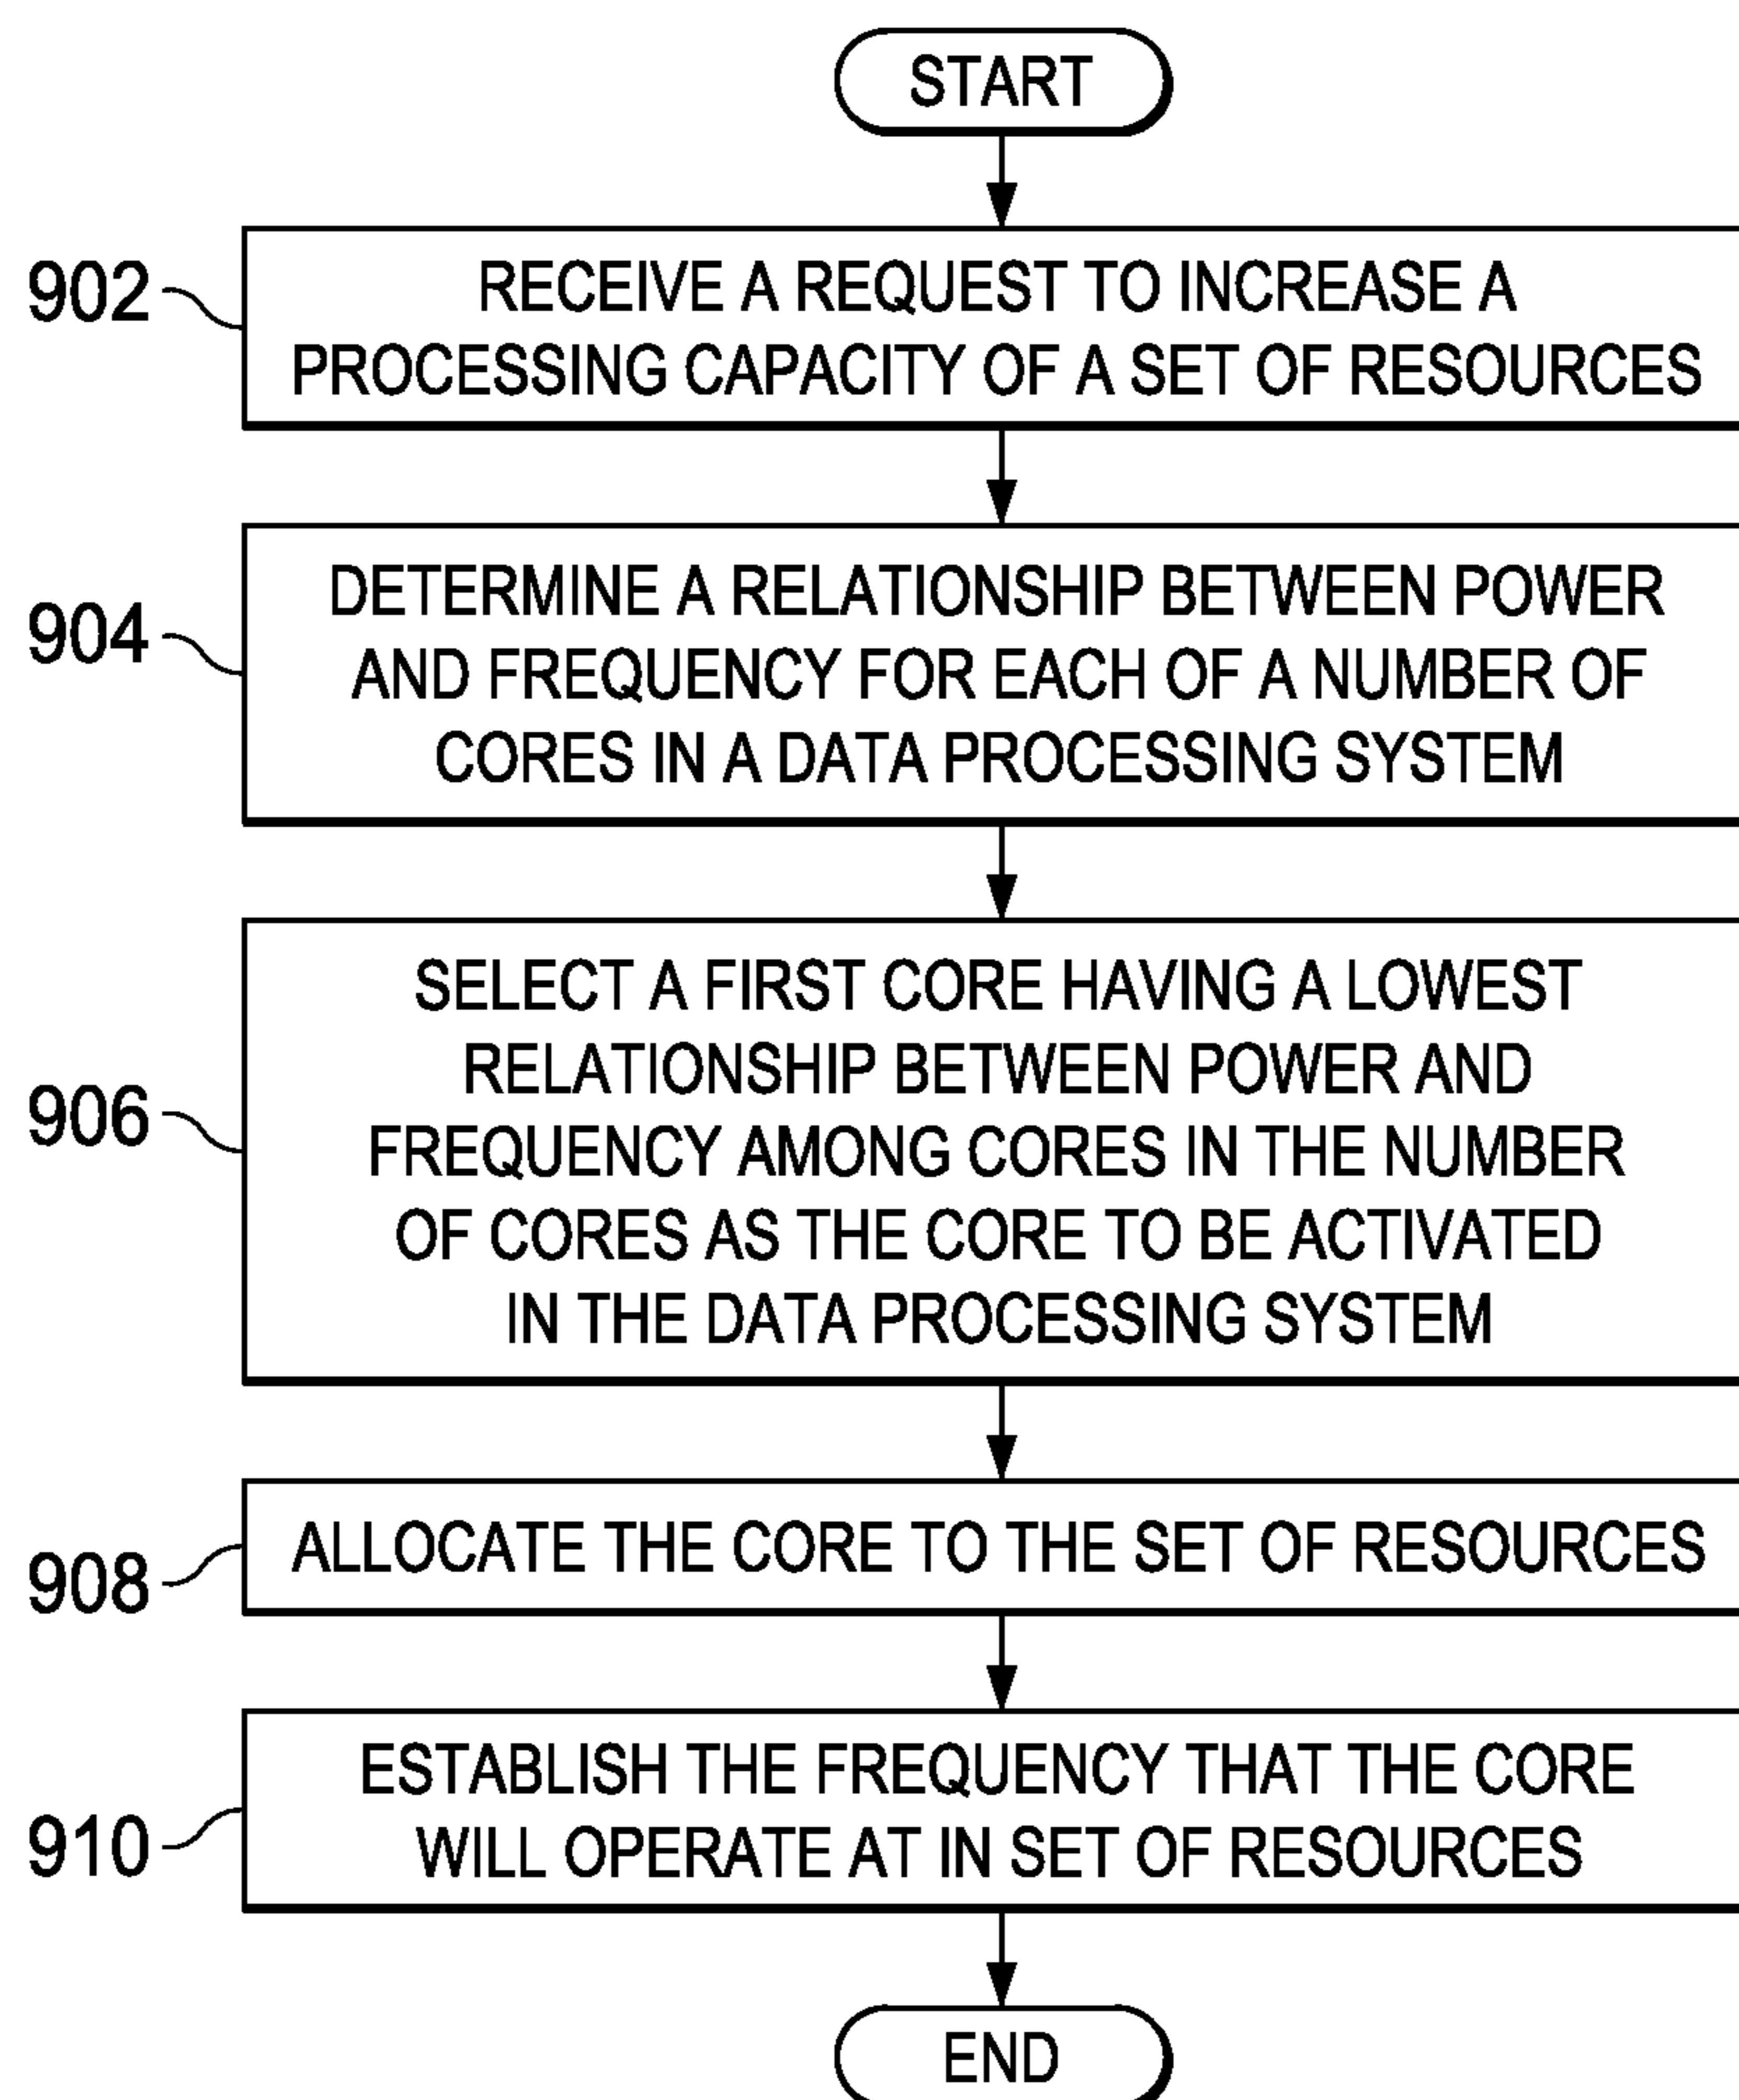 START
902
RECEIVE A REQUEST TO INCREASE A
PROCESSING CAPACITY OF A SET OF RESOURCES
904
DETERMINE A RELATIONSHIP BETWEEN POWER
AND FREQUENCY FOR EACH OF A NUMBER OF
CORES IN A DATA PROCESSING SYSTEM
906
SELECT A FIRST CORE HAVING A LOWEST
RELATIONSHIP BETWEEN POWER AND
FREQUENCY AMONG CORES IN THE NUMBER
OF CORES AS THE CORE TO BE ACTIVATED
IN THE DATA PROCESSING SYSTEM
908
ALLOCATE THE CORE TO THE SET OF RESOURCES
910
ESTABLISH THE FREQUENCY THAT THE CORE
WILL OPERATE AT IN SET OF RESOURCES
END